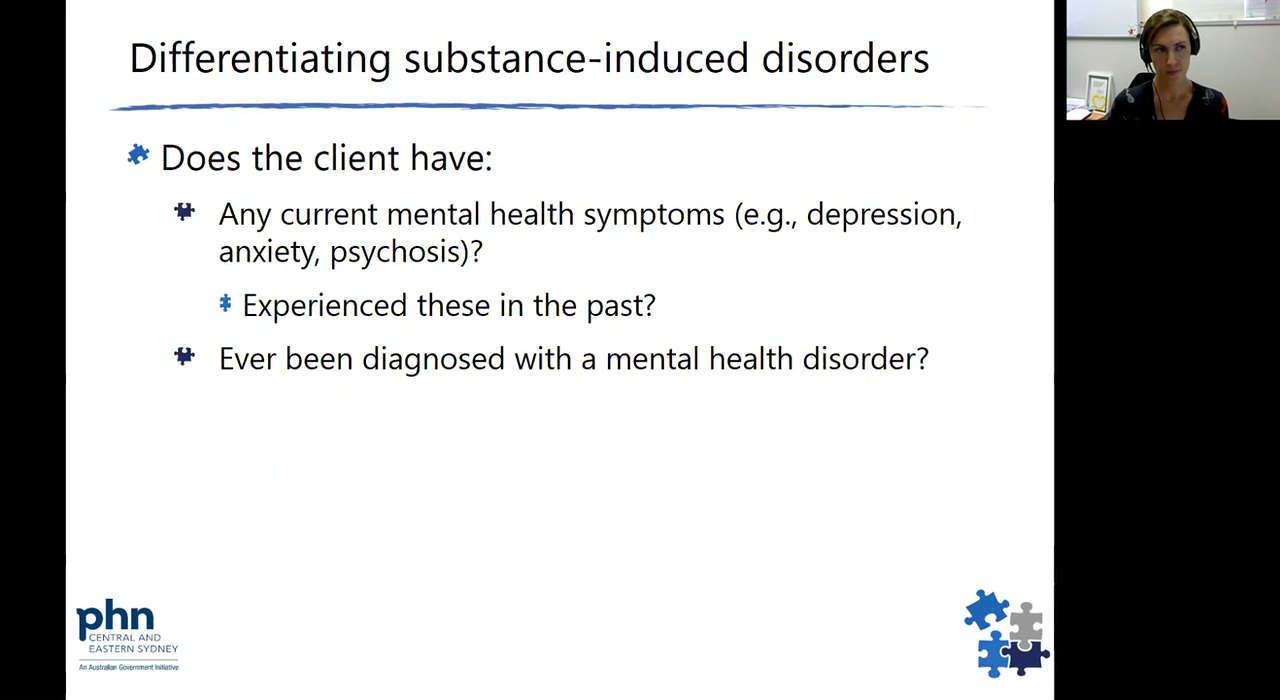 Differentiating substance-induced disorders
Does the client have:
Any current mental health symptoms (e.g., depression,
anxiety, psychosis)?
Experienced these in the past?
Ever been diagnosed with a mental health disorder?
phn
CENTRAL AND
EASTERN SYDNEY
An Australian Government Initiative